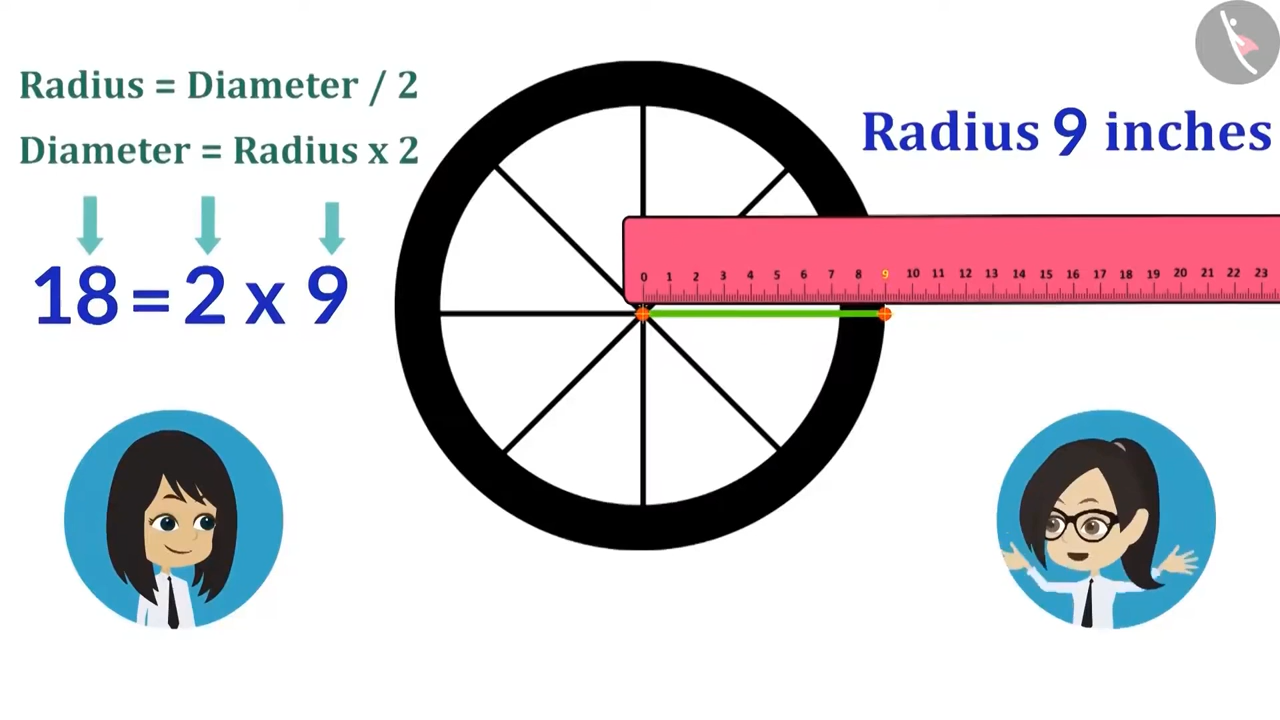 Radius = Diameter / 2
Diameter = Radius x 2
18 = 2 x 9
Radius 9 inches
0 1 2 3 4 5 6 7 8 9 10 11 12 13 14 15 16 17 18 19 20 21 22 23